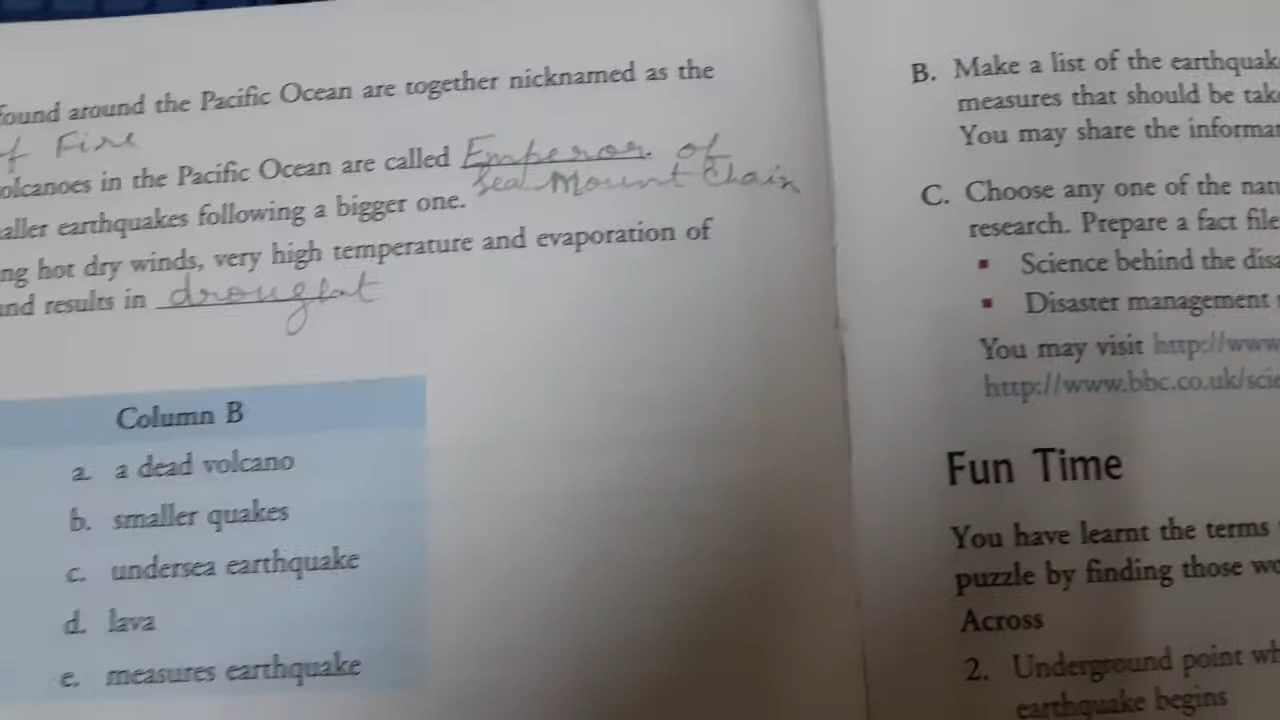 found around the Pacific Ocean are together nicknamed as the
of Fire
olcanoes in the Pacific Ocean are called Emperor of
Sea Mount Chain
aller earthquakes following a bigger one.
ng hot dry winds, very high temperature and evaporation of
and results in drought
Column B
a. a dead volcano
b. smaller quakes
c. undersea earthquake
d. lava
e. measures earthquake
B. Make a list of the earthquak
measures that should be tak
You may share the informa
C. Choose any one of the nat
research. Prepare a fact file
▪ Science behind the disa
▪ Disaster management
You may visit http://www
http://www.bbc.co.uk/scie
Fun Time
You have learnt the terms
puzzle by finding those wo
Across
2. Underground point wh
earthquake begins